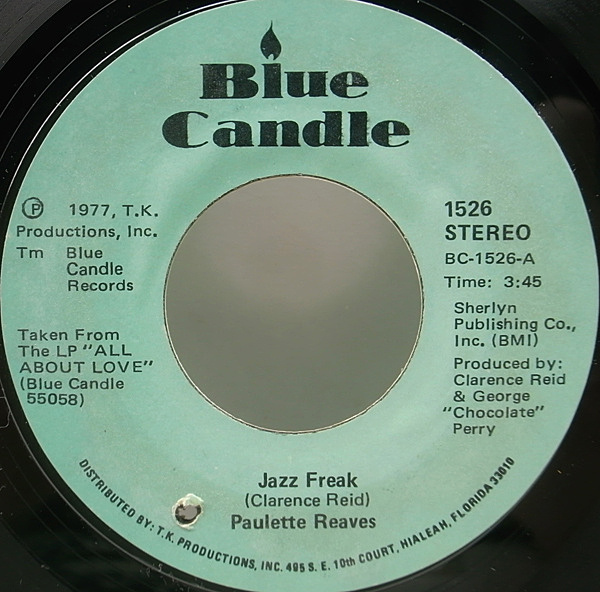 Blue
Candle
Ⓟ 1977, T.K.
Productions, Inc.
Tm Blue
Candle
Records
Taken From
The LP "ALL
ABOUT LOVE"
(Blue Candle
55058)
1526
STEREO
BC-1526-A
Time: 3:45
Sherlyn
Publishing Co.,
Inc. (BMI)
Produced by:
Clarence Reid
& George
"Chocolate"
Perry
Jazz Freak
(Clarence Reid)
Paulette Reaves
DISTRIBUTED BY: T.K. PRODUCTIONS, INC. 495 S. E. 10th COURT, HIALEAH, FLORIDA 33010